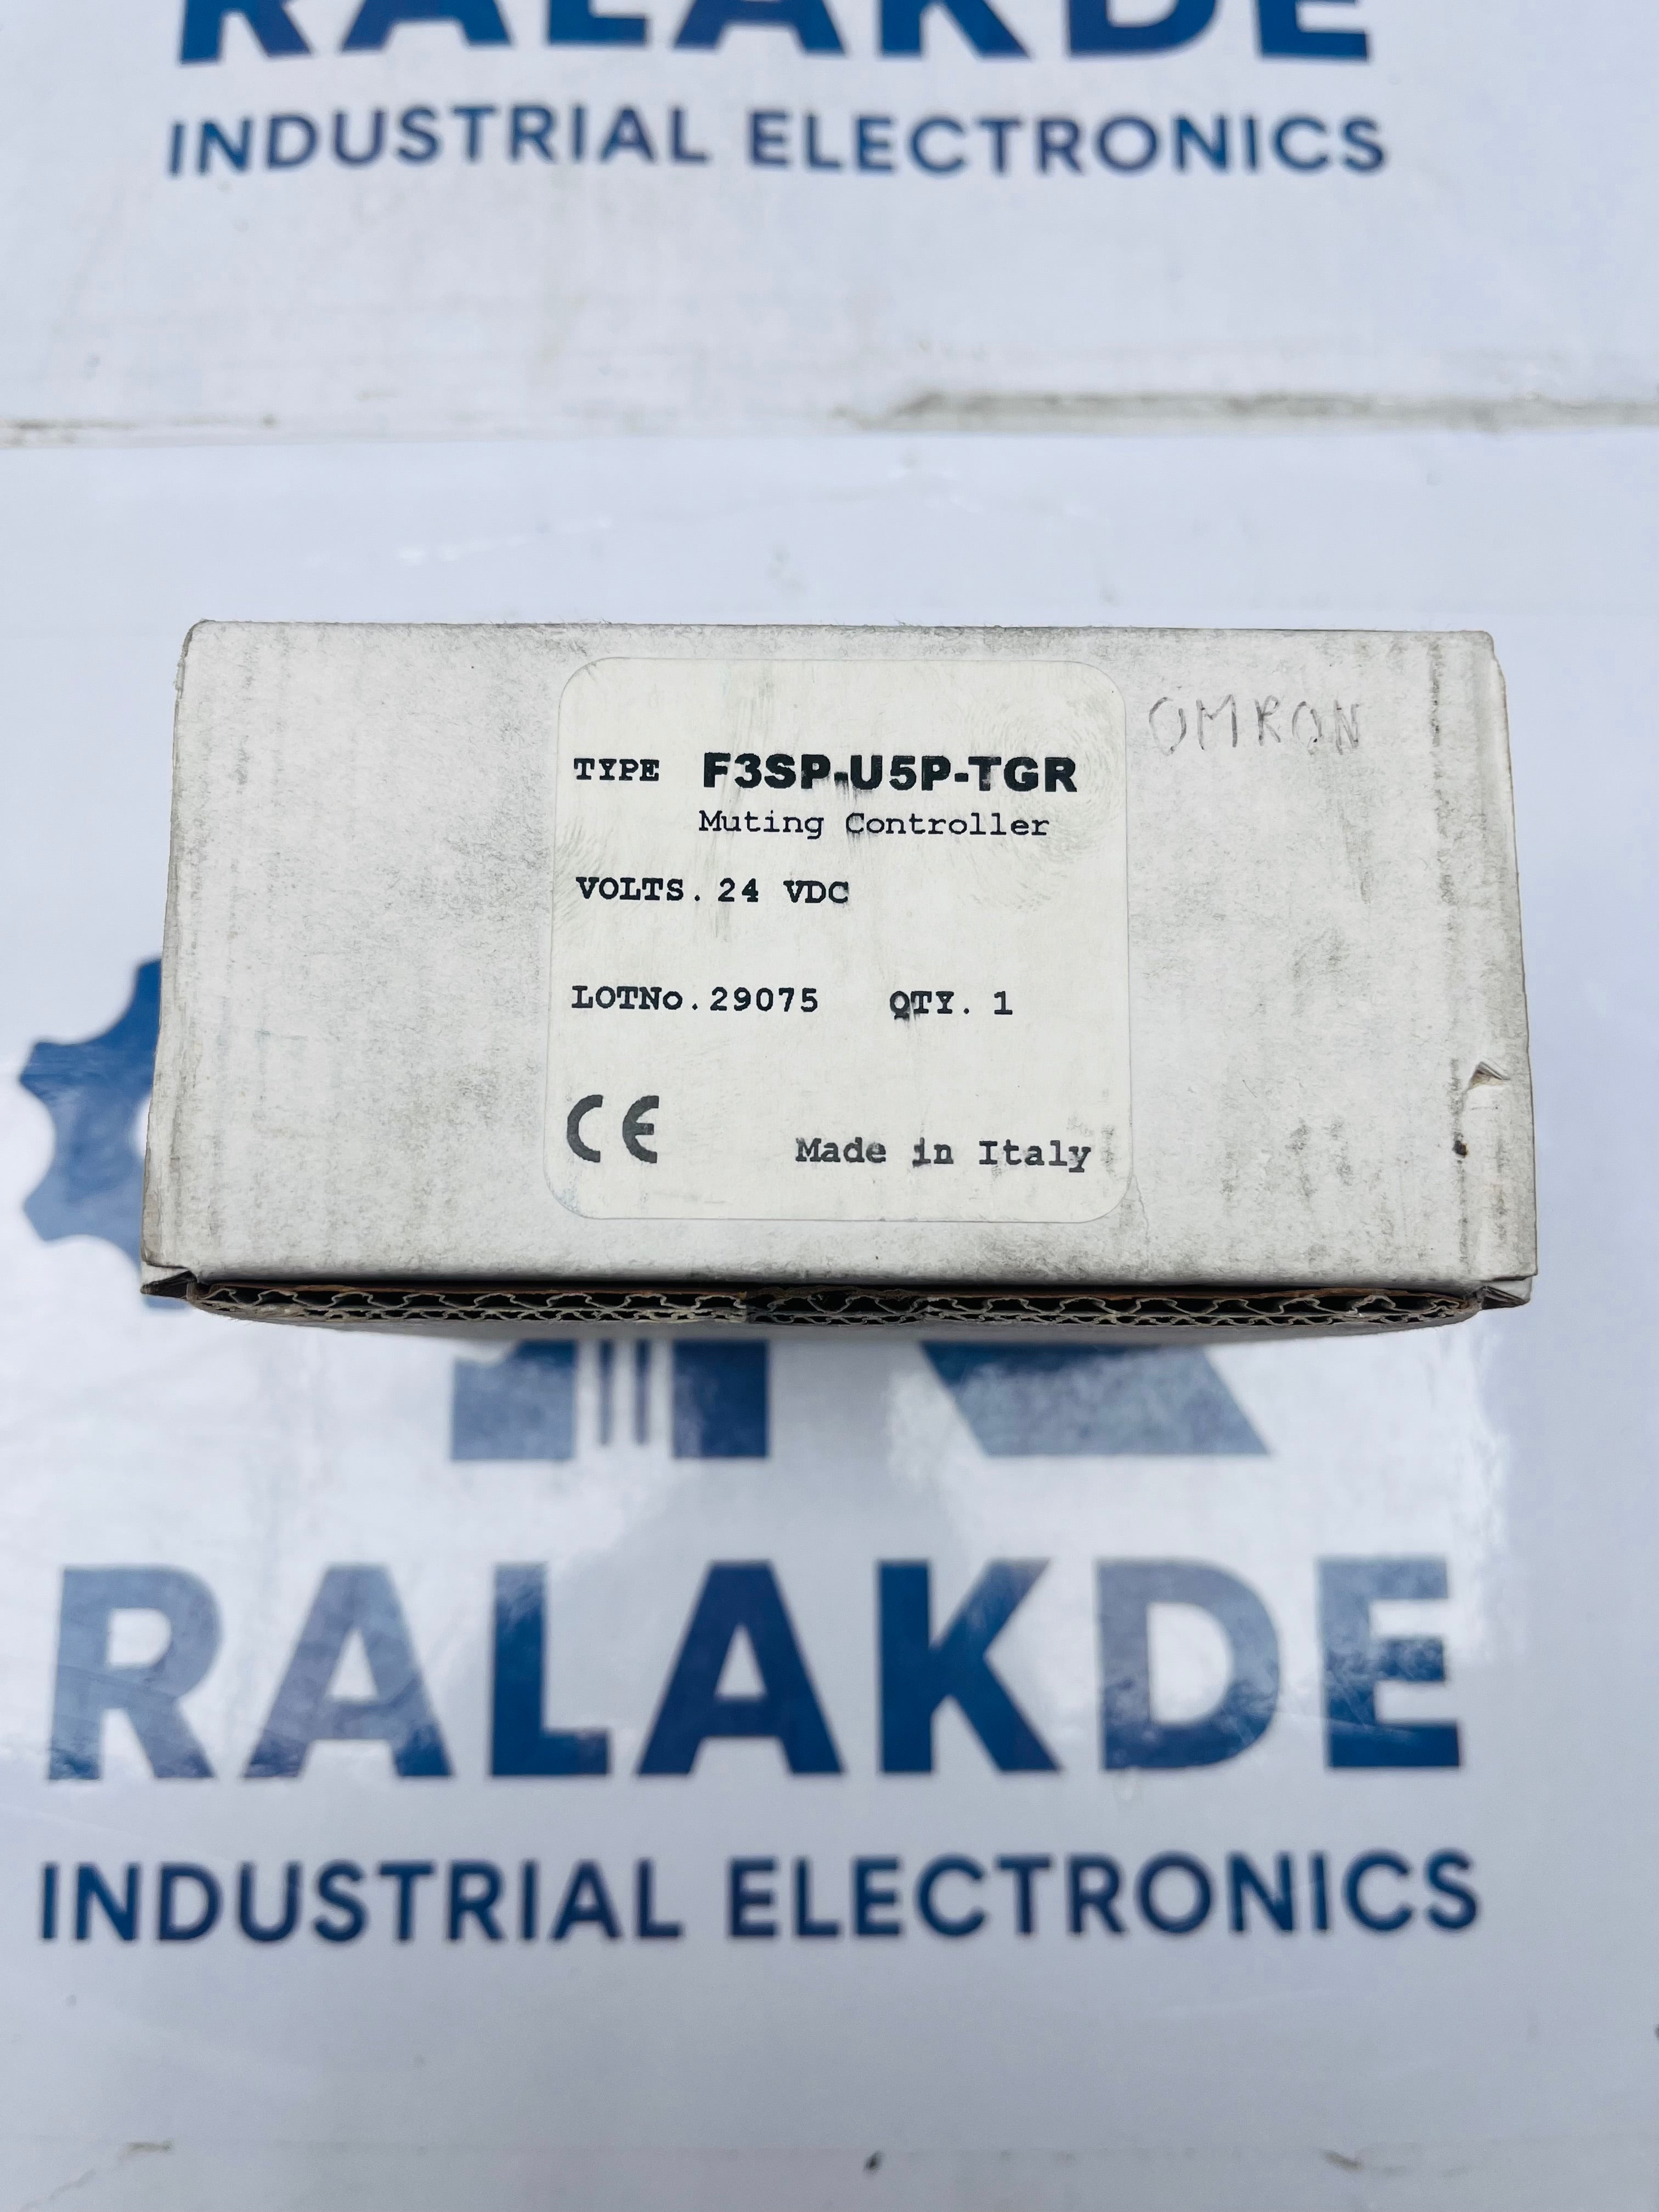 RALAKDE
INDUSTRIAL ELECTRONICS
OMRON
TYPE F3SP-U5P-TGR
Muting Controller
VOLTS. 24 VDC
LOTNo. 29075 QTY. 1
CE Made in Italy
RALAKDE
INDUSTRIAL ELECTRONICS